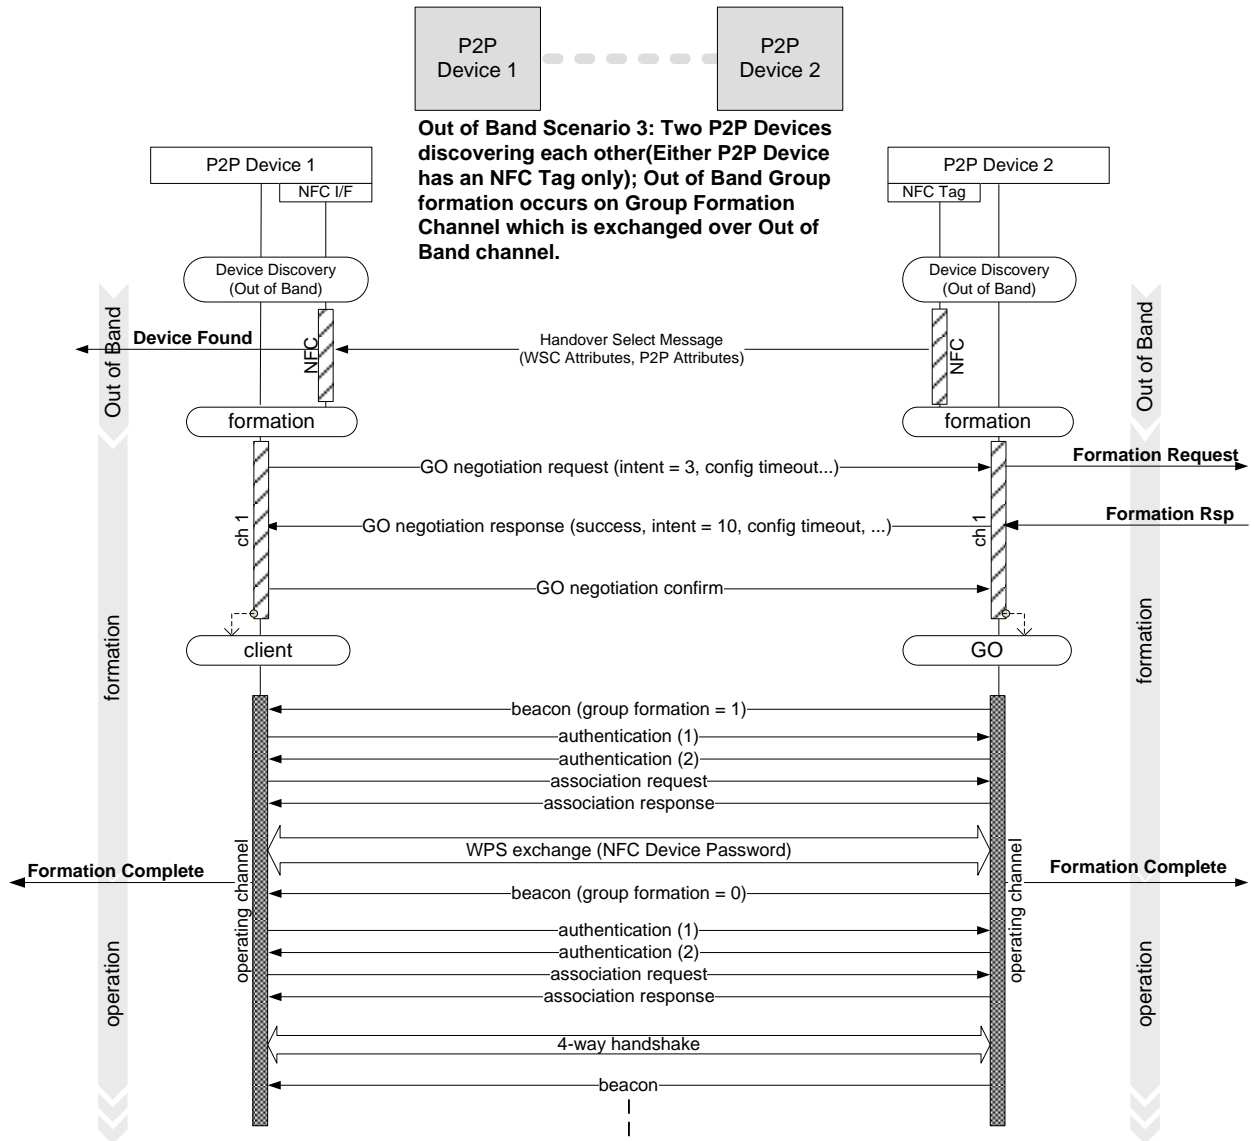 P2P
Device 1
P2P
Device 2
Out of Band Scenario 3: Two P2P Devices
discovering each other(Either P2P Device
has an NFC Tag only); Out of Band Group
formation occurs on Group Formation
Channel which is exchanged over Out of
Band channel.
P2P Device 1
NFC I/F
P2P Device 2
NFC Tag
Device Discovery
(Out of Band)
Device Discovery
(Out of Band)
Out of Band
Device Found
NFC
Handover Select Message
(WSC Attributes, P2P Attributes)
NFC
Out of Band
formation
formation
GO negotiation request (intent = 3, config timeout...)
Formation Request
ch 1
GO negotiation response (success, intent = 10, config timeout, ...)
ch 1
Formation Rsp
GO negotiation confirm
formation
client
GO
formation
beacon (group formation = 1)
authentication (1)
authentication (2)
association request
association response
WPS exchange (NFC Device Password)
Formation Complete
Formation Complete
operating channel
beacon (group formation = 0)
operating channel
authentication (1)
authentication (2)
association request
association response
operation
operation
4-way handshake
beacon